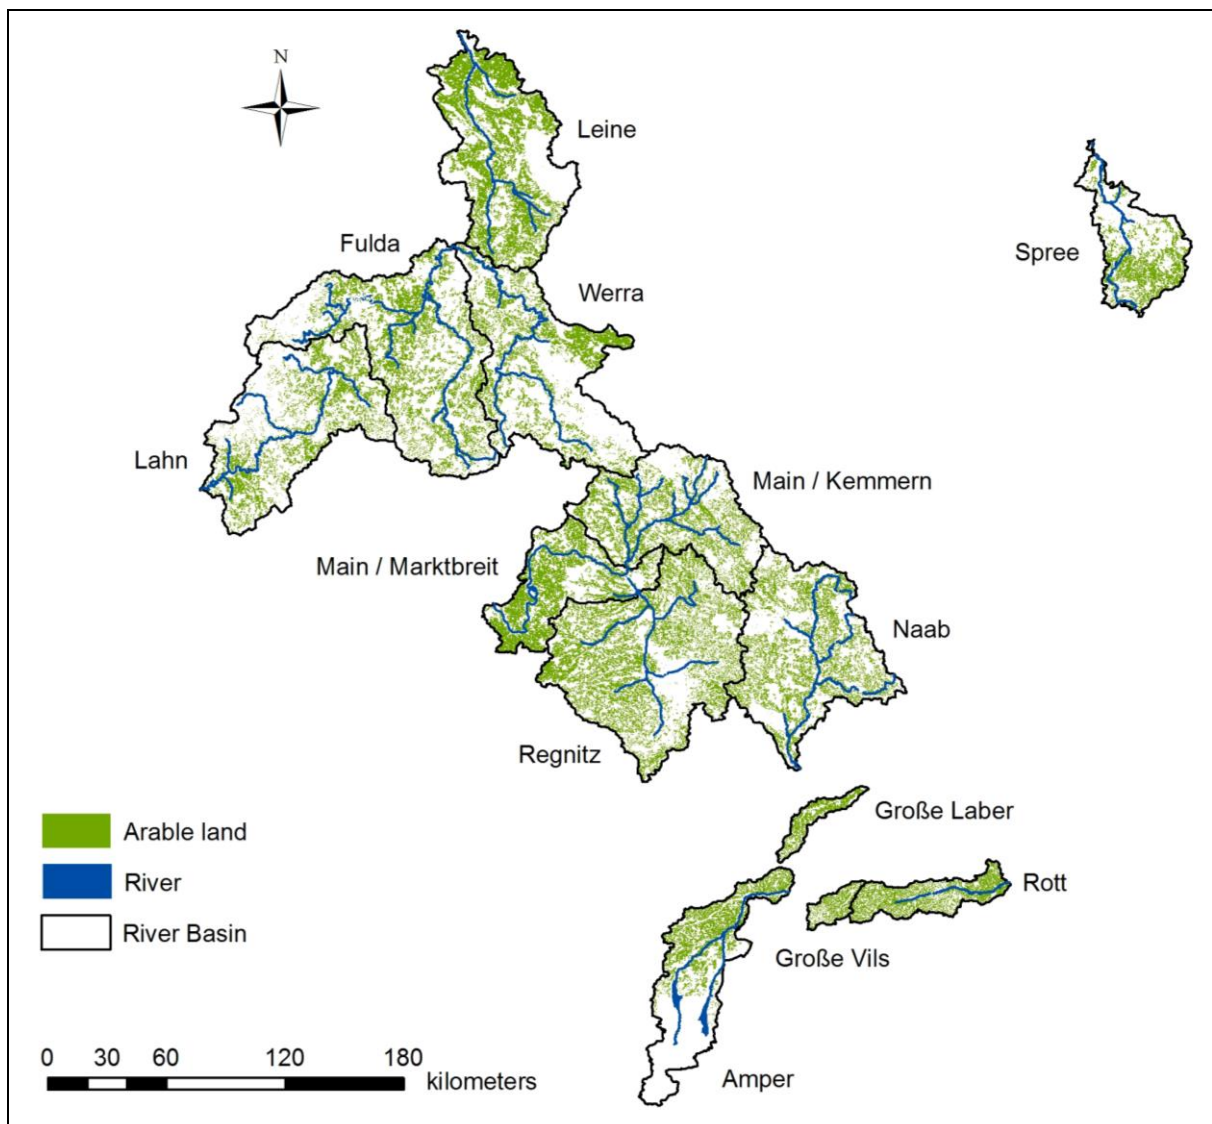 N
Leine
Fulda
Spree
Werra
Lahn
Main / Kemmern
Main / Marktbreit
Naab
Regnitz
Große Laber
Arable land
River
Rott
River Basin
Große Vils
0 30 60 120 180
kilometers
Amper